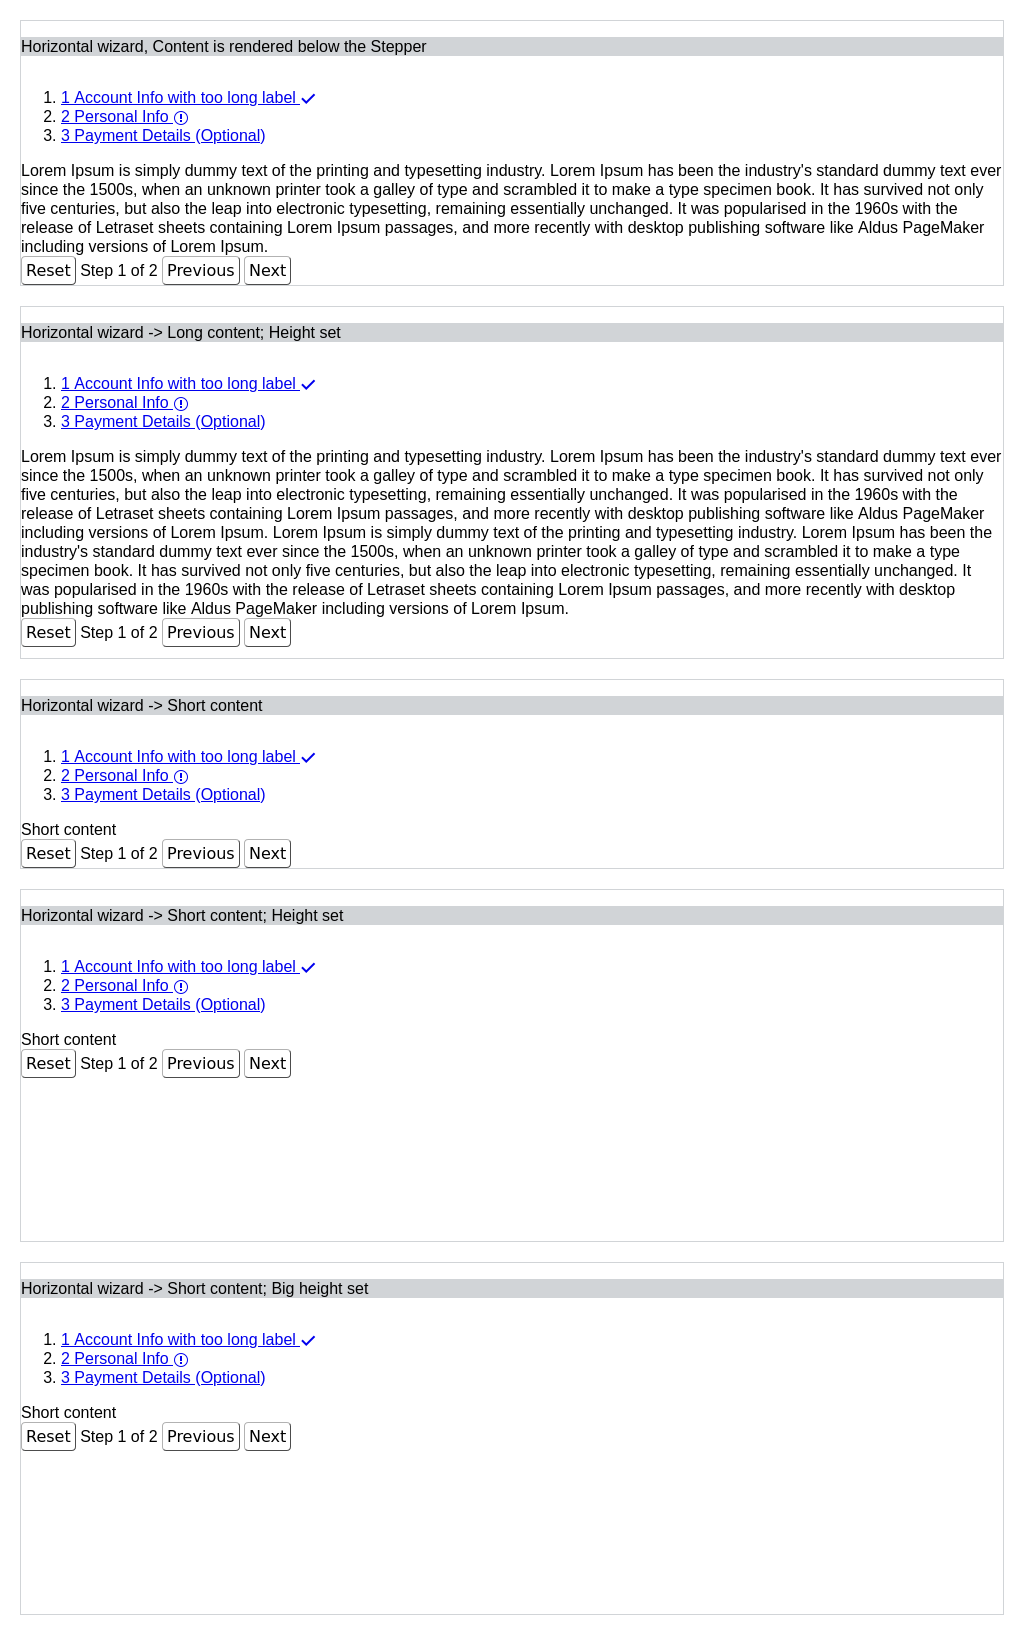 Horizontal wizard, Content is rendered below the Stepper
1. 1 Account Info with too long label
2. 2 Personal Info
3. 3 Payment Details (Optional)
Lorem Ipsum is simply dummy text of the printing and typesetting industry. Lorem Ipsum has been the industry's standard dummy text ever
since the 1500s, when an unknown printer took a galley of type and scrambled it to make a type specimen book. It has survived not only
five centuries, but also the leap into electronic typesetting, remaining essentially unchanged. It was popularised in the 1960s with the
release of Letraset sheets containing Lorem Ipsum passages, and more recently with desktop publishing software like Aldus PageMaker
including versions of Lorem Ipsum.
Reset Step 1 of 2 Previous Next
Horizontal wizard -> Long content; Height set
1. 1 Account Info with too long label
2. 2 Personal Info
3. 3 Payment Details (Optional)
Lorem Ipsum is simply dummy text of the printing and typesetting industry. Lorem Ipsum has been the industry's standard dummy text ever
since the 1500s, when an unknown printer took a galley of type and scrambled it to make a type specimen book. It has survived not only
five centuries, but also the leap into electronic typesetting, remaining essentially unchanged. It was popularised in the 1960s with the
release of Letraset sheets containing Lorem Ipsum passages, and more recently with desktop publishing software like Aldus PageMaker
including versions of Lorem Ipsum. Lorem Ipsum is simply dummy text of the printing and typesetting industry. Lorem Ipsum has been the
industry's standard dummy text ever since the 1500s, when an unknown printer took a galley of type and scrambled it to make a type
specimen book. It has survived not only five centuries, but also the leap into electronic typesetting, remaining essentially unchanged. It
was popularised in the 1960s with the release of Letraset sheets containing Lorem Ipsum passages, and more recently with desktop
publishing software like Aldus PageMaker including versions of Lorem Ipsum.
Reset Step 1 of 2 Previous Next
Horizontal wizard -> Short content
1. 1 Account Info with too long label
2. 2 Personal Info
3. 3 Payment Details (Optional)
Short content
Reset Step 1 of 2 Previous Next
Horizontal wizard -> Short content; Height set
1. 1 Account Info with too long label
2. 2 Personal Info
3. 3 Payment Details (Optional)
Short content
Reset Step 1 of 2 Previous Next
Horizontal wizard -> Short content; Big height set
1. 1 Account Info with too long label
2. 2 Personal Info
3. 3 Payment Details (Optional)
Short content
Reset Step 1 of 2 Previous Next